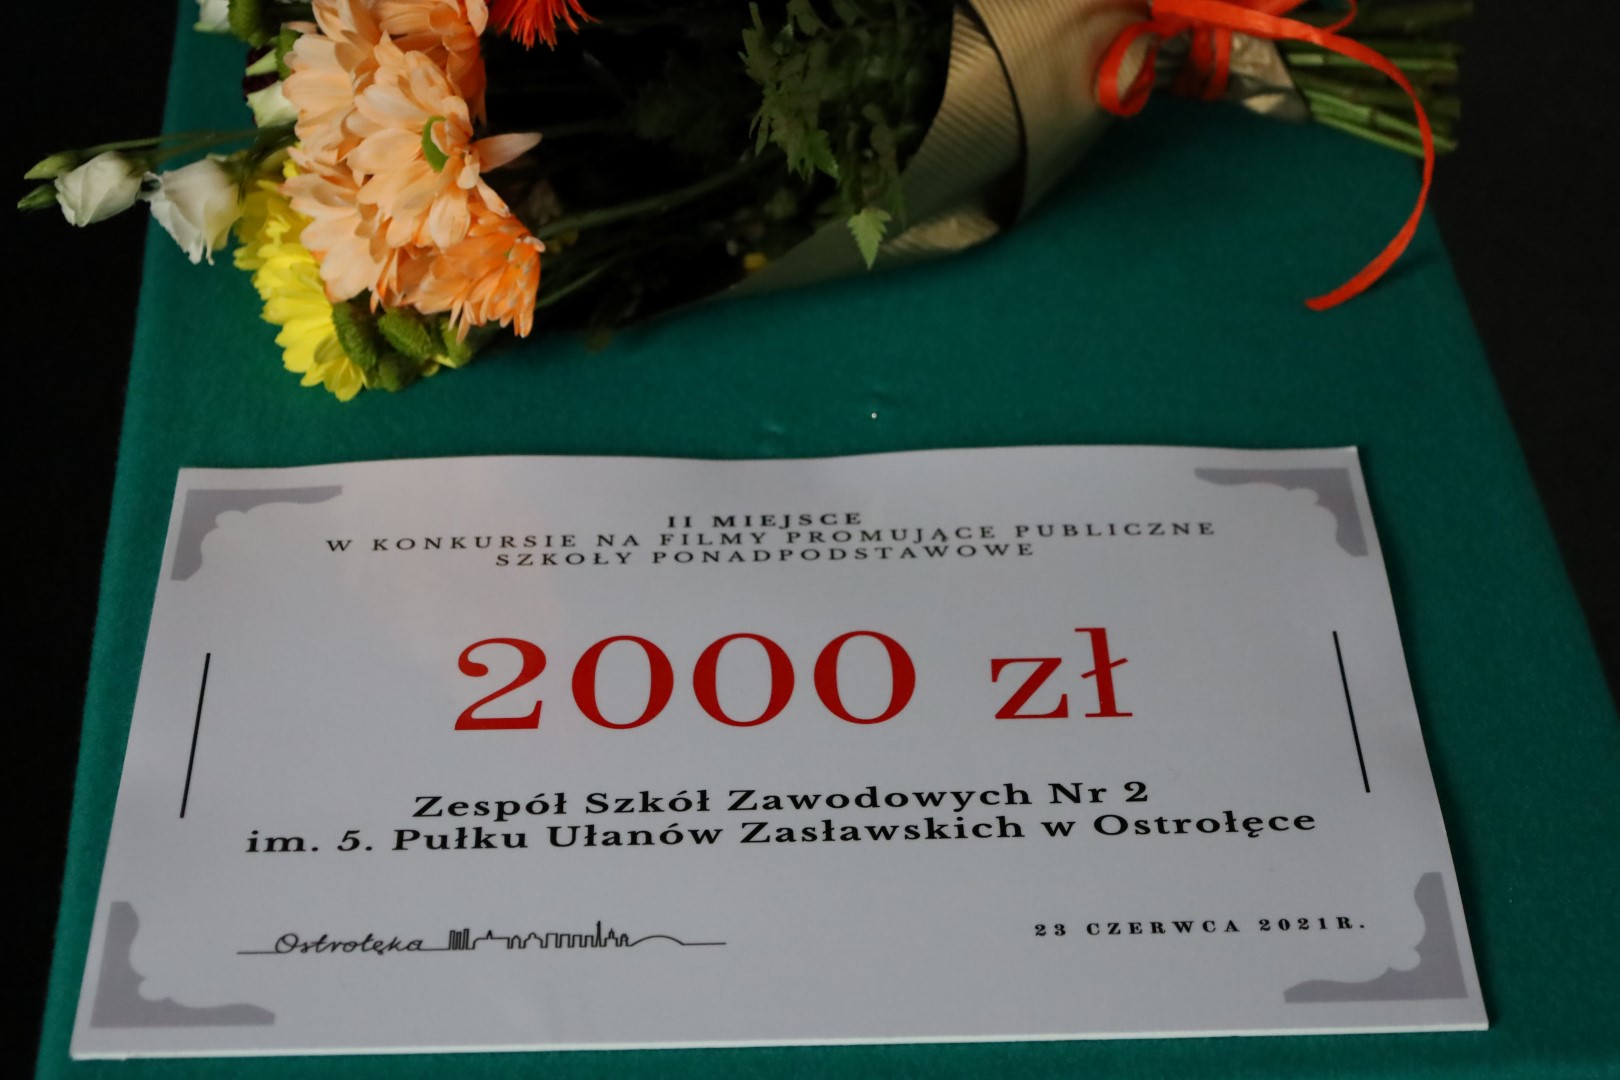 II MIEJSCE
W KONKURSIE NA FILMY PROMUJĄCE PUBLICZNE
SZKOŁY PONADPODSTAWOWE
2000 zł
Zespół Szkół Zawodowych Nr 2
im. 5. Pułku Ułanów Zasławskich w Ostrołęce
Ostrołęka
23 CZERWCA 2021R.